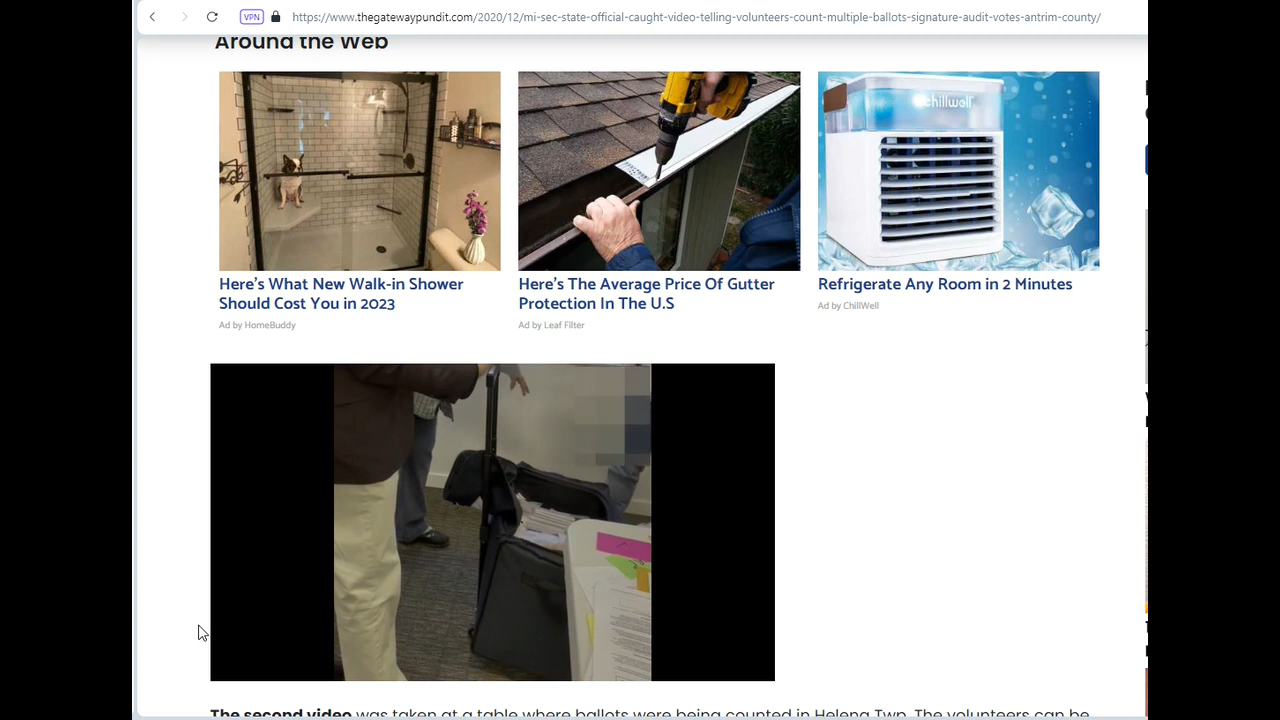 VPN
https://www.thegatewaypundit.com/2020/12/mi-sec-state-official-caught-video-telling-volunteers-count-multiple-ballots-signature-audit-votes-antrim-county/
Around the Web
chillwell
Here's What New Walk-in Shower
Should Cost You in 2023
Ad by HomeBuddy
Here's The Average Price Of Gutter
Protection In The U.S
Ad by Leaf Filter
Refrigerate Any Room in 2 Minutes
Ad by ChillWell
The second video was taken at a table where ballots were being counted in Helena Twp. The volunteers can be